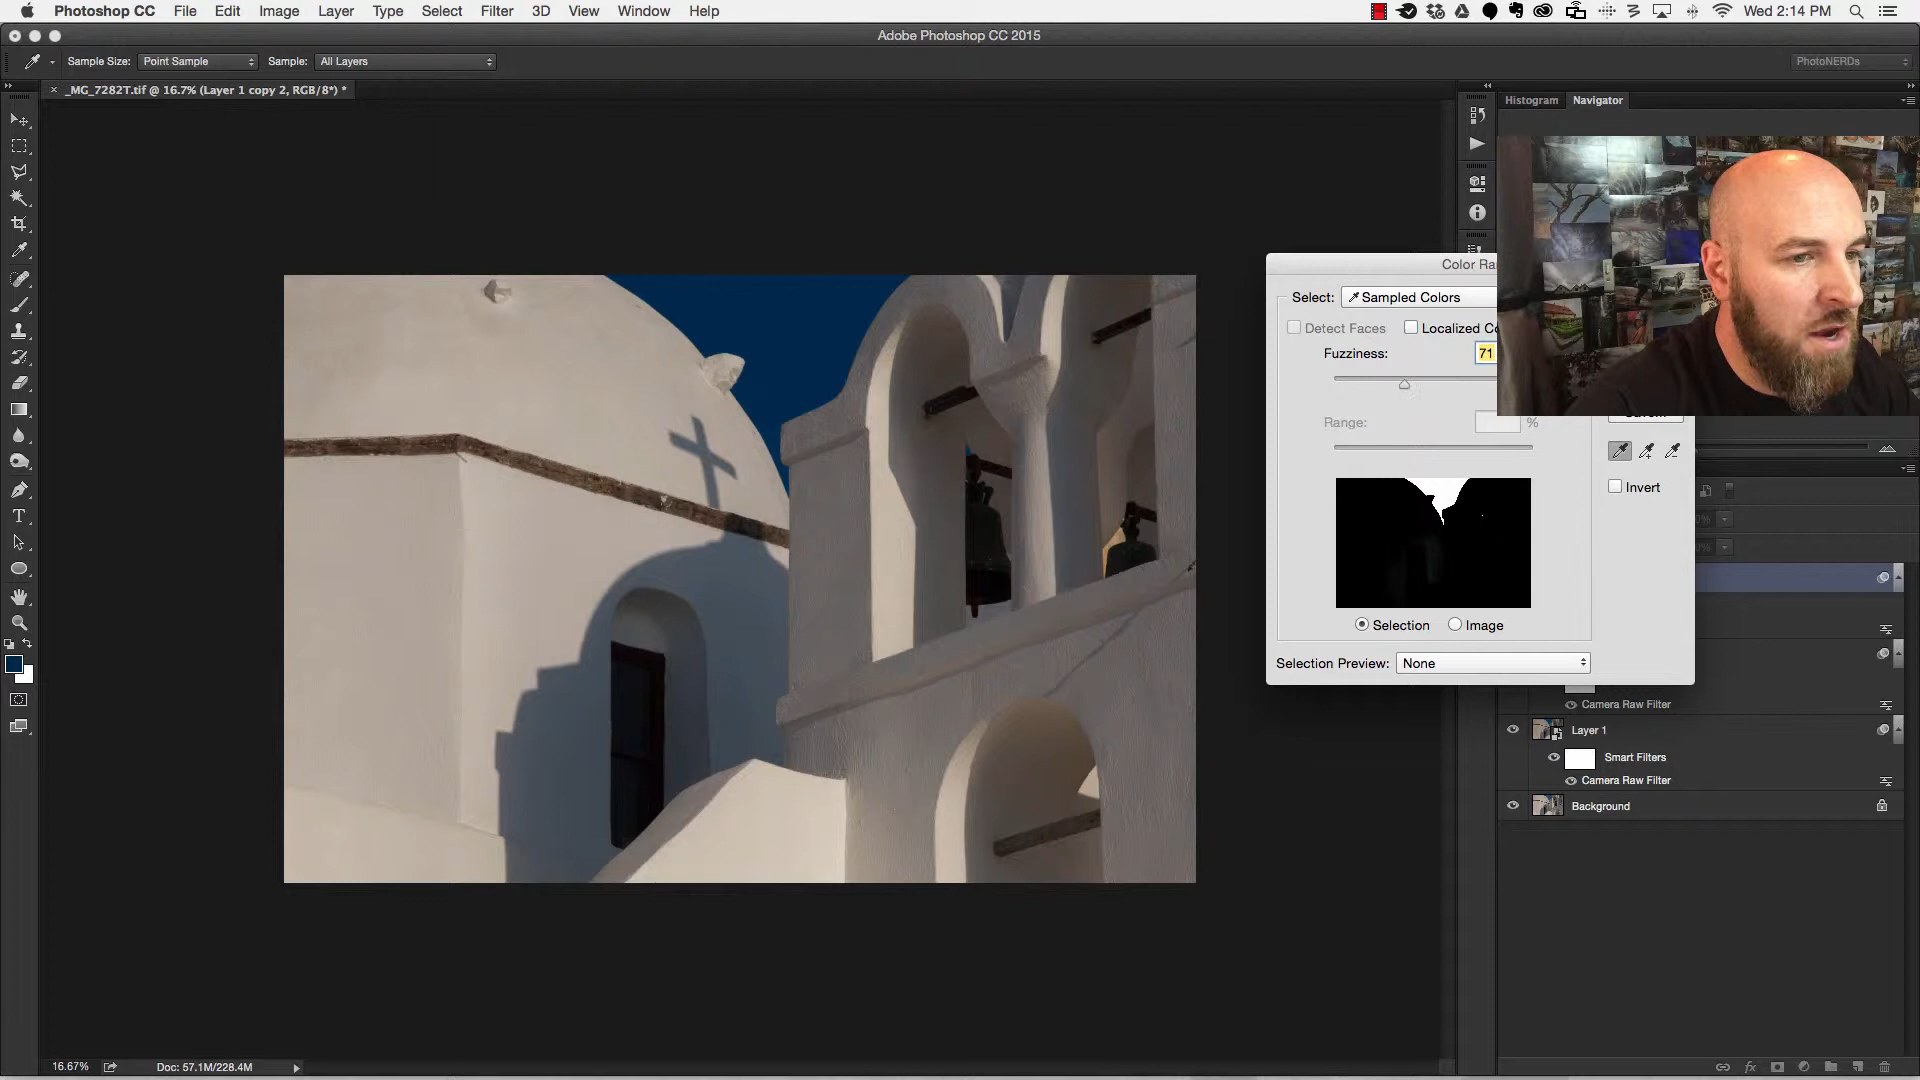 Photoshop CC File Edit Image Layer Type Select Filter 3D View Window Help Wed 2:14 PM
Adobe Photoshop CC 2015
Sample Size: Point Sample Sample: All Layers PhotoNERDs
_MG_7282T.tif @ 16.7% (Layer 1 copy 2, RGB/8*) *
Histogram Navigator
Color Ra
Select: Sampled Colors
Detect Faces Localized Co
Fuzziness: 71
Range: %
Invert
Selection Image
Selection Preview: None
Camera Raw Filter
Layer 1
Smart Filters
Camera Raw Filter
Background
16.67% Doc: 57.1M/228.4M